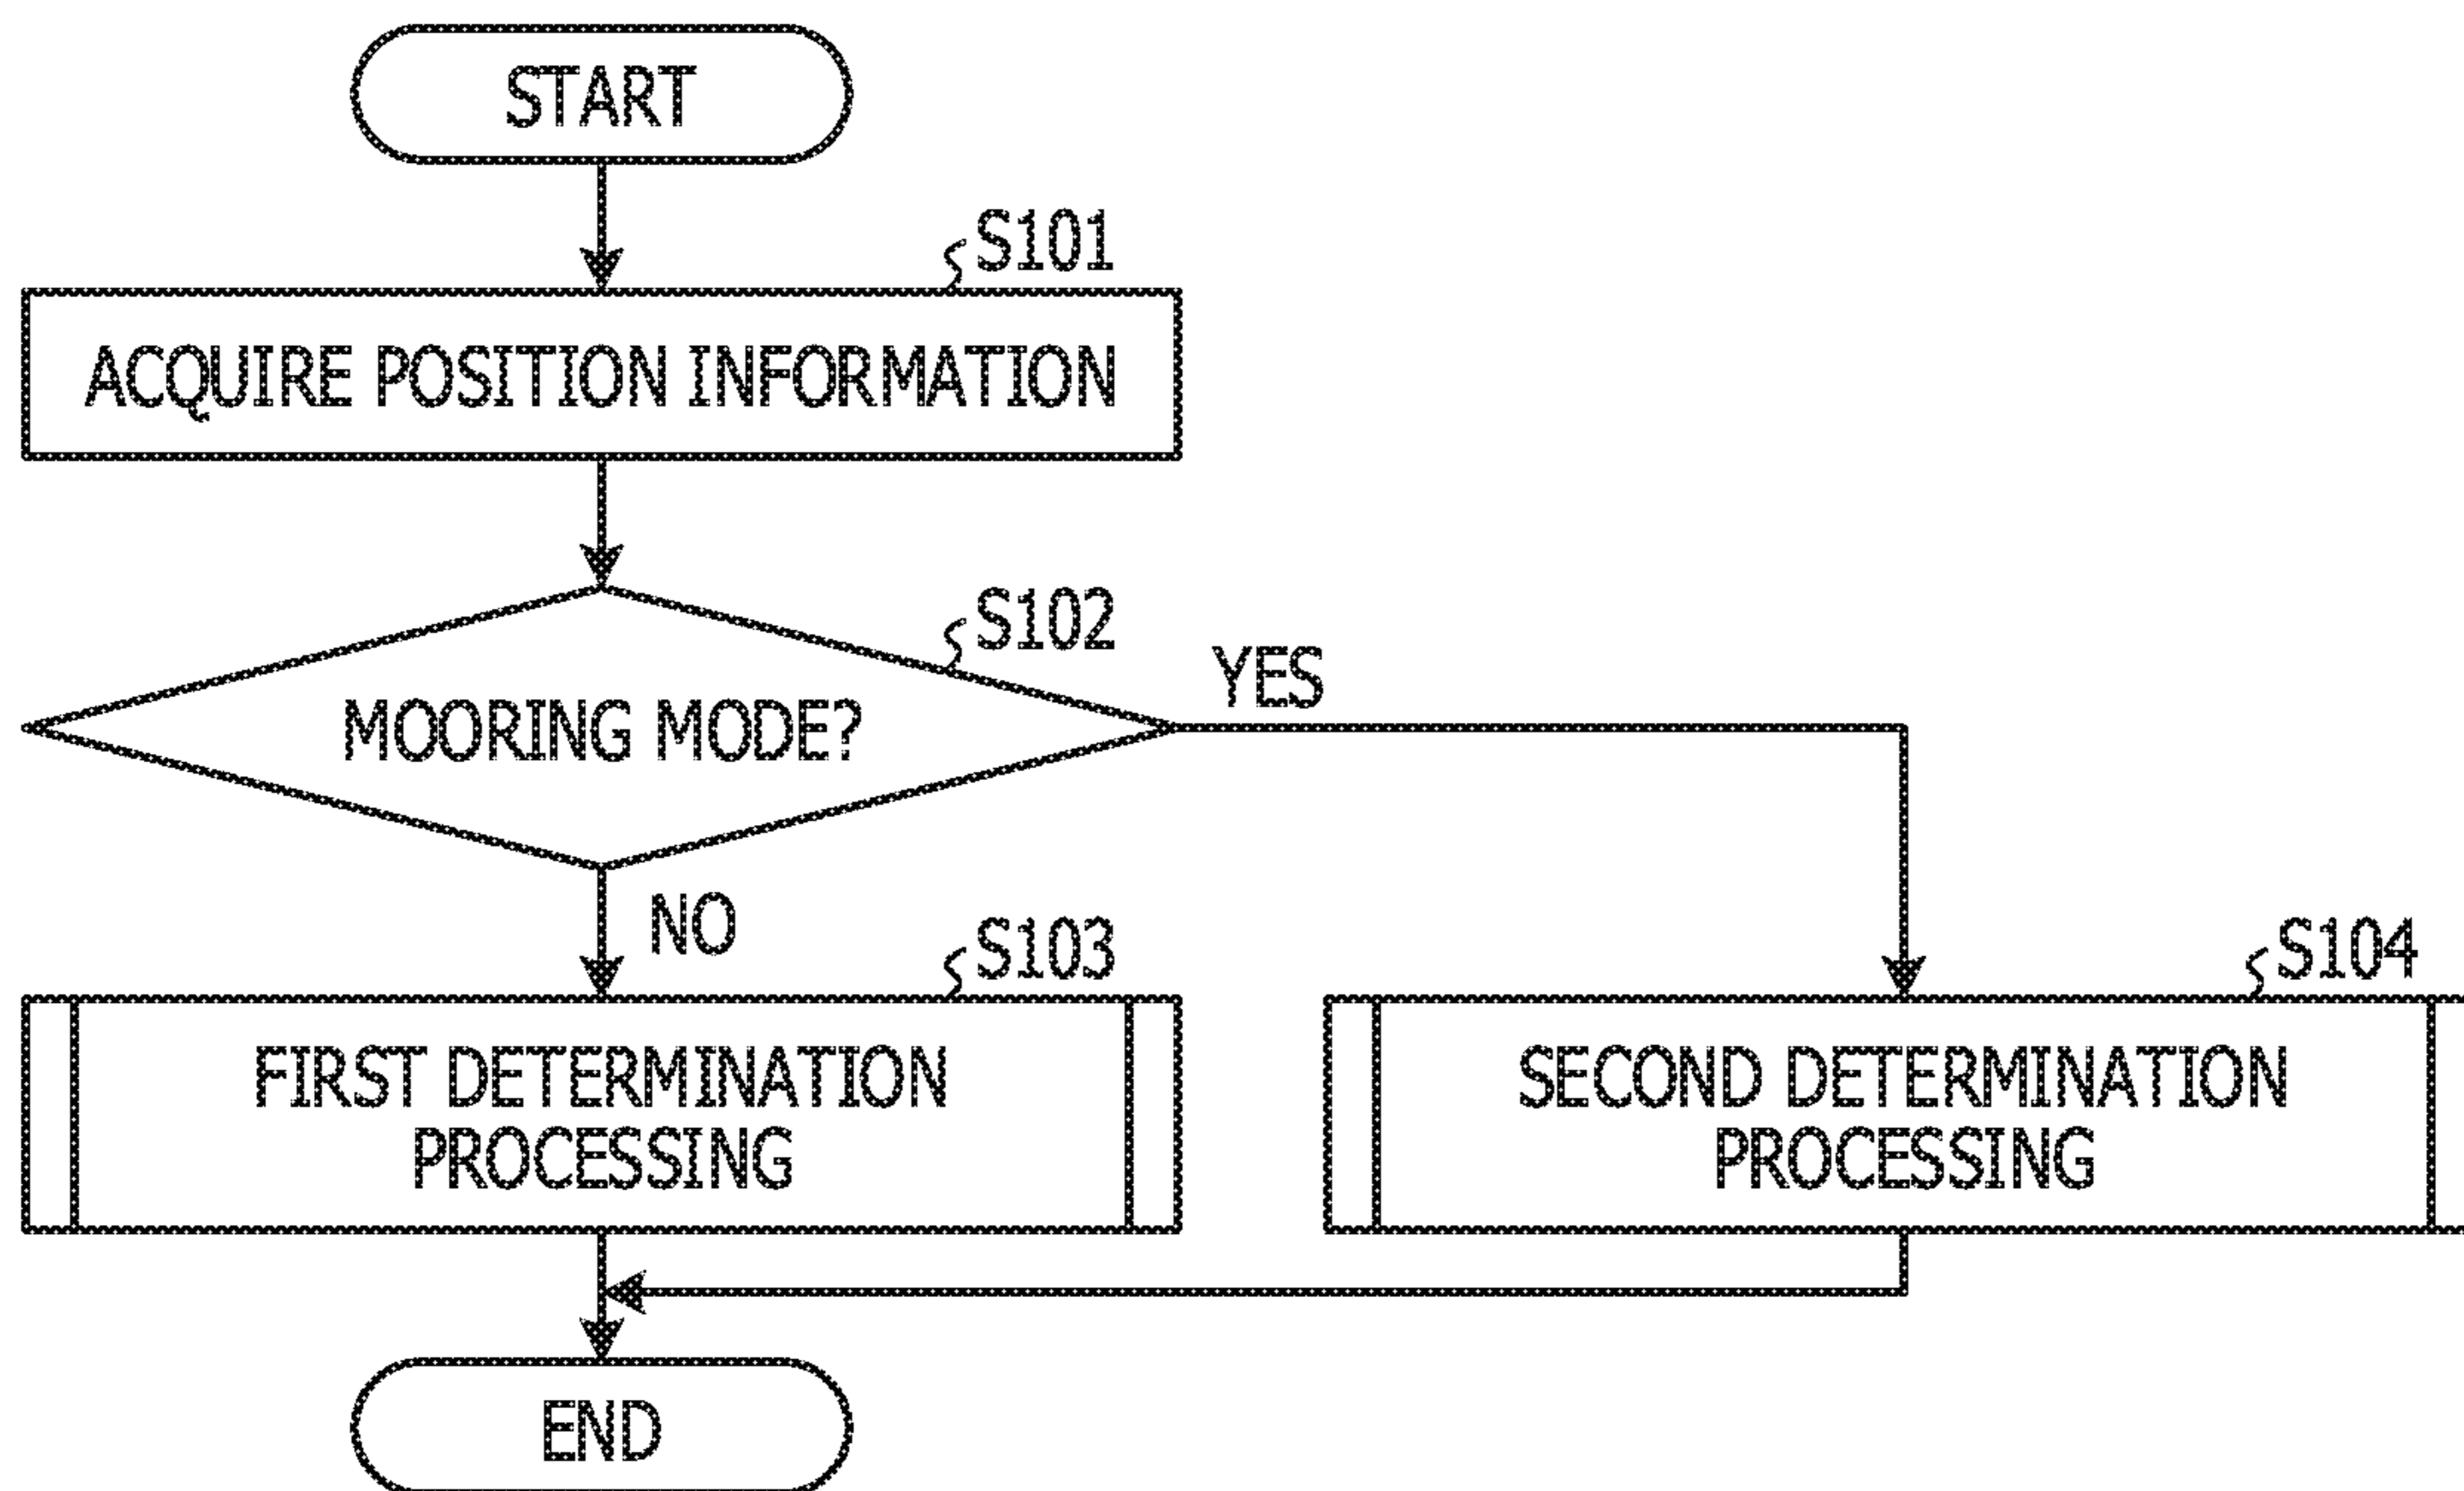 START
S101
ACQUIRE POSITION INFORMATION
S102
MOORING MODE?
YES
NO
S103
FIRST DETERMINATION
PROCESSING
S104
SECOND DETERMINATION
PROCESSING
END